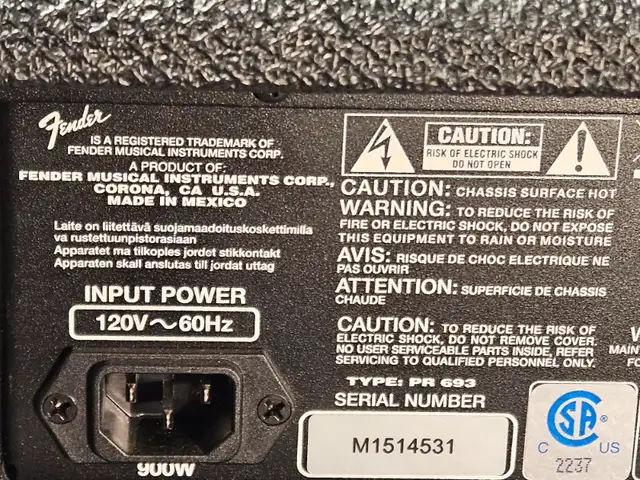 Fender
IS A REGISTERED TRADEMARK OF
FENDER MUSICAL INSTRUMENTS CORP.
A PRODUCT OF:
FENDER MUSICAL INSTRUMENTS CORP.,
CORONA, CA U.S.A.
MADE IN MEXICO
Laite on liitettävä suojamaadoituskoskettimilla
va rustettuunpistorasiaan
Apparatet ma tilkoples jordet stikkontakt
Apparaten skall anslutas till jordat uttag
INPUT POWER
120V～60Hz
900W
CAUTION:
RISK OF ELECTRIC SHOCK
DO NOT OPEN
CAUTION: CHASSIS SURFACE HOT
WARNING: TO REDUCE THE RISK OF
FIRE OR ELECTRIC SHOCK, DO NOT EXPOSE
THIS EQUIPMENT TO RAIN OR MOISTURE
AVIS: RISQUE DE CHOC ELECTRIQUE NE
PAS OUVRIR
ATTENTION: SUPERFICIE DE CHASSIS
CHAUDE
CAUTION: TO REDUCE THE RISK OF
ELECTRIC SHOCK, DO NOT REMOVE COVER.
NO USER SERVICEABLE PARTS INSIDE, REFER
SERVICING TO QUALIFIED PERSONNEL ONLY.
TYPE: PR 693
SERIAL NUMBER
M1514531
SA ®
C US
2237